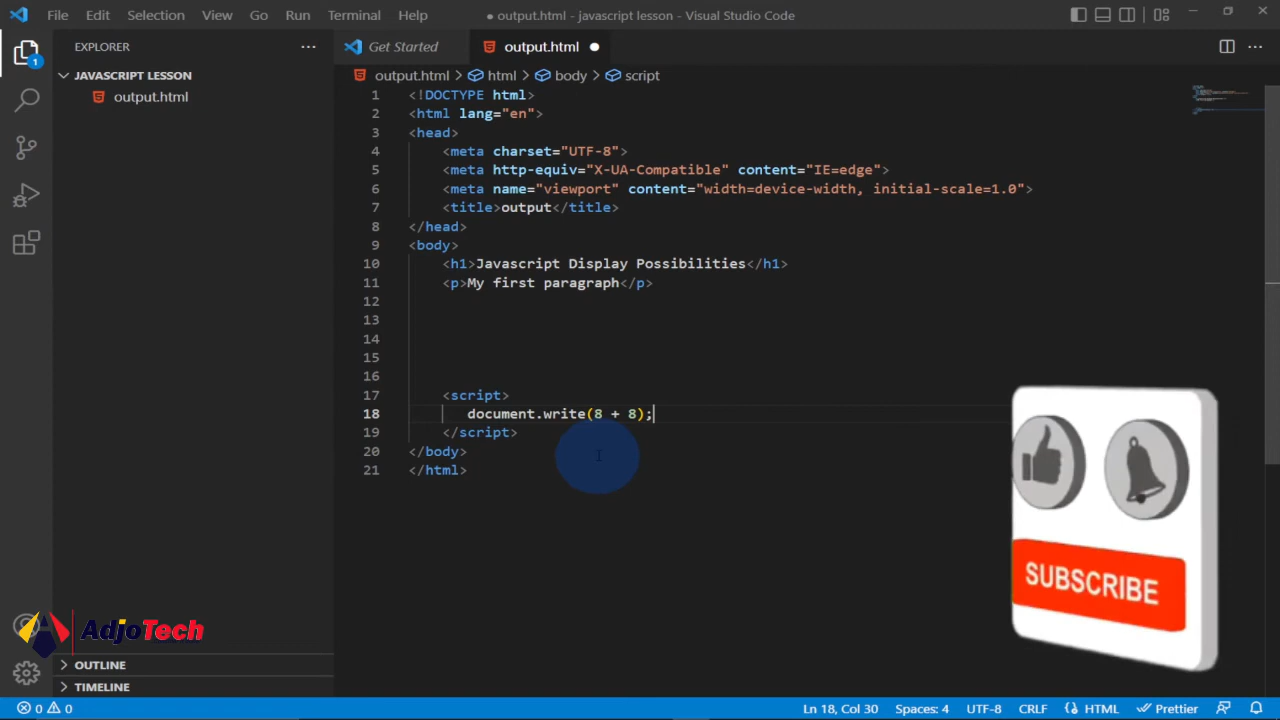 File Edit Selection View Go Run Terminal Help
● output.html - javascript lesson - Visual Studio Code
EXPLORER
Get Started
output.html
1
JAVASCRIPT LESSON
output.html
output.html > html > body > script
1 <!DOCTYPE html>
2 <html lang="en">
3 <head>
4 <meta charset="UTF-8">
5 <meta http-equiv="X-UA-Compatible" content="IE=edge">
6 <meta name="viewport" content="width=device-width, initial-scale=1.0">
7 <title>output</title>
8 </head>
9 <body>
10 <h1>Javascript Display Possibilities</h1>
11 <p>My first paragraph</p>
12
13
14
15
16
17 <script>
18 document.write(8 + 8);
19 </script>
20 </body>
21 </html>
SUBSCRIBE
AdjoTech
OUTLINE
TIMELINE
0 0
Ln 18, Col 30 Spaces: 4 UTF-8 CRLF HTML Prettier